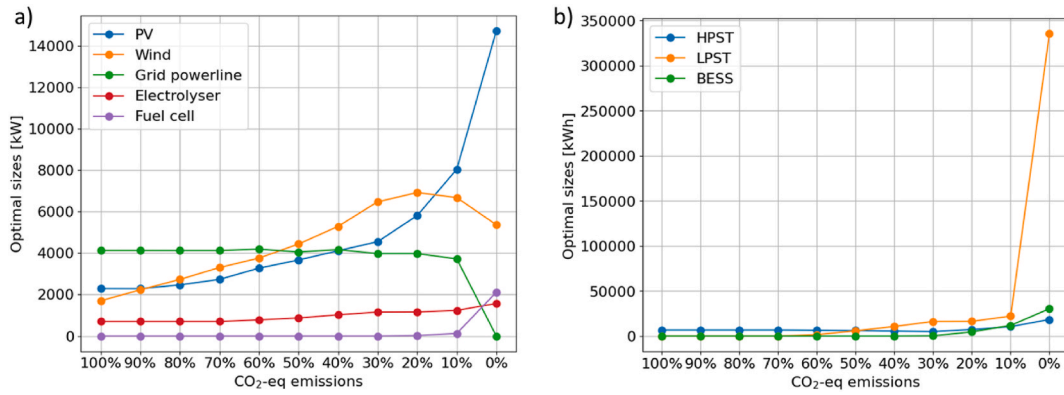 a)
PV
Wind
Grid powerline
Electrolyser
Fuel cell
Optimal sizes [kW]
14000
12000
10000
8000
6000
4000
2000
0
100% 90% 80% 70% 60% 50% 40% 30% 20% 10% 0%
CO₂-eq emissions
b)
HPST
LPST
BESS
Optimal sizes [kWh]
350000
300000
250000
200000
150000
100000
50000
0
100% 90% 80% 70% 60% 50% 40% 30% 20% 10% 0%
CO₂-eq emissions